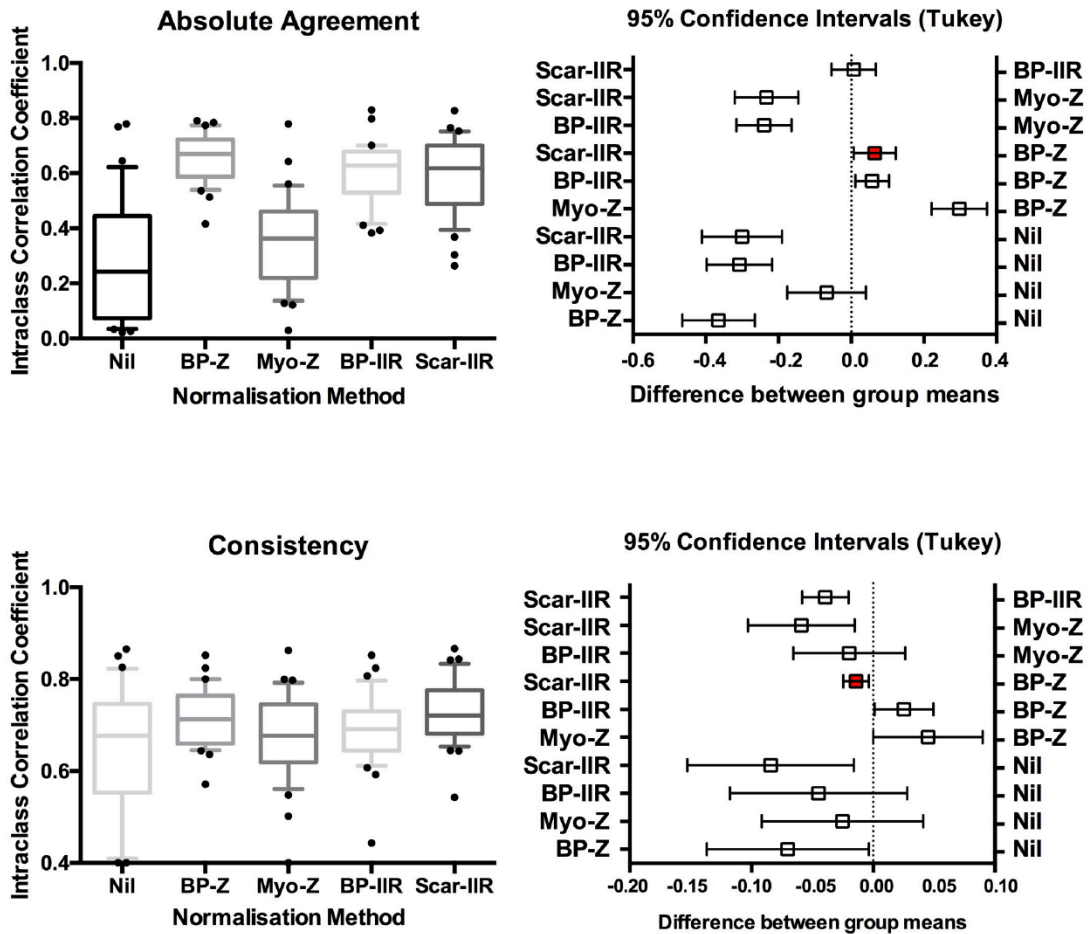 Absolute Agreement
Intraclass Correlation Coefficient
1.0
0.8
0.6
0.4
0.2
0.0
Nil BP-Z Myo-Z BP-IIR Scar-IIR
Normalisation Method
95% Confidence Intervals (Tukey)
Scar-IIR BP-IIR
Scar-IIR Myo-Z
BP-IIR Myo-Z
Scar-IIR BP-Z
BP-IIR BP-Z
Myo-Z BP-Z
Scar-IIR Nil
BP-IIR Nil
Myo-Z Nil
BP-Z Nil
-0.6 -0.4 -0.2 0.0 0.2 0.4
Difference between group means
Consistency
Intraclass Correlation Coefficient
1.0
0.8
0.6
0.4
Nil BP-Z Myo-Z BP-IIR Scar-IIR
Normalisation Method
95% Confidence Intervals (Tukey)
Scar-IIR BP-IIR
Scar-IIR Myo-Z
BP-IIR Myo-Z
Scar-IIR BP-Z
BP-IIR BP-Z
Myo-Z BP-Z
Scar-IIR Nil
BP-IIR Nil
Myo-Z Nil
BP-Z Nil
-0.20 -0.15 -0.10 -0.05 0.00 0.05 0.10
Difference between group means